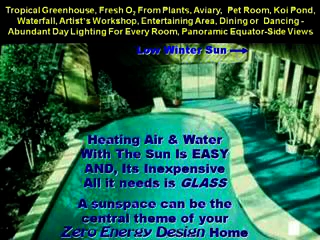 Tropical Greenhouse, Fresh O2 From Plants, Aviary, Pet Room, Koi Pond,
Waterfall, Artist's Workshop, Entertaining Area, Dining or Dancing -
Abundant Day Lighting For Every Room, Panoramic Equator-Side Views
Low Winter Sun
Heating Air & Water
With The Sun Is EASY
AND, Its Inexpensive
All it needs is GLASS
A sunspace can be the
central theme of your
Zero Energy Design Home